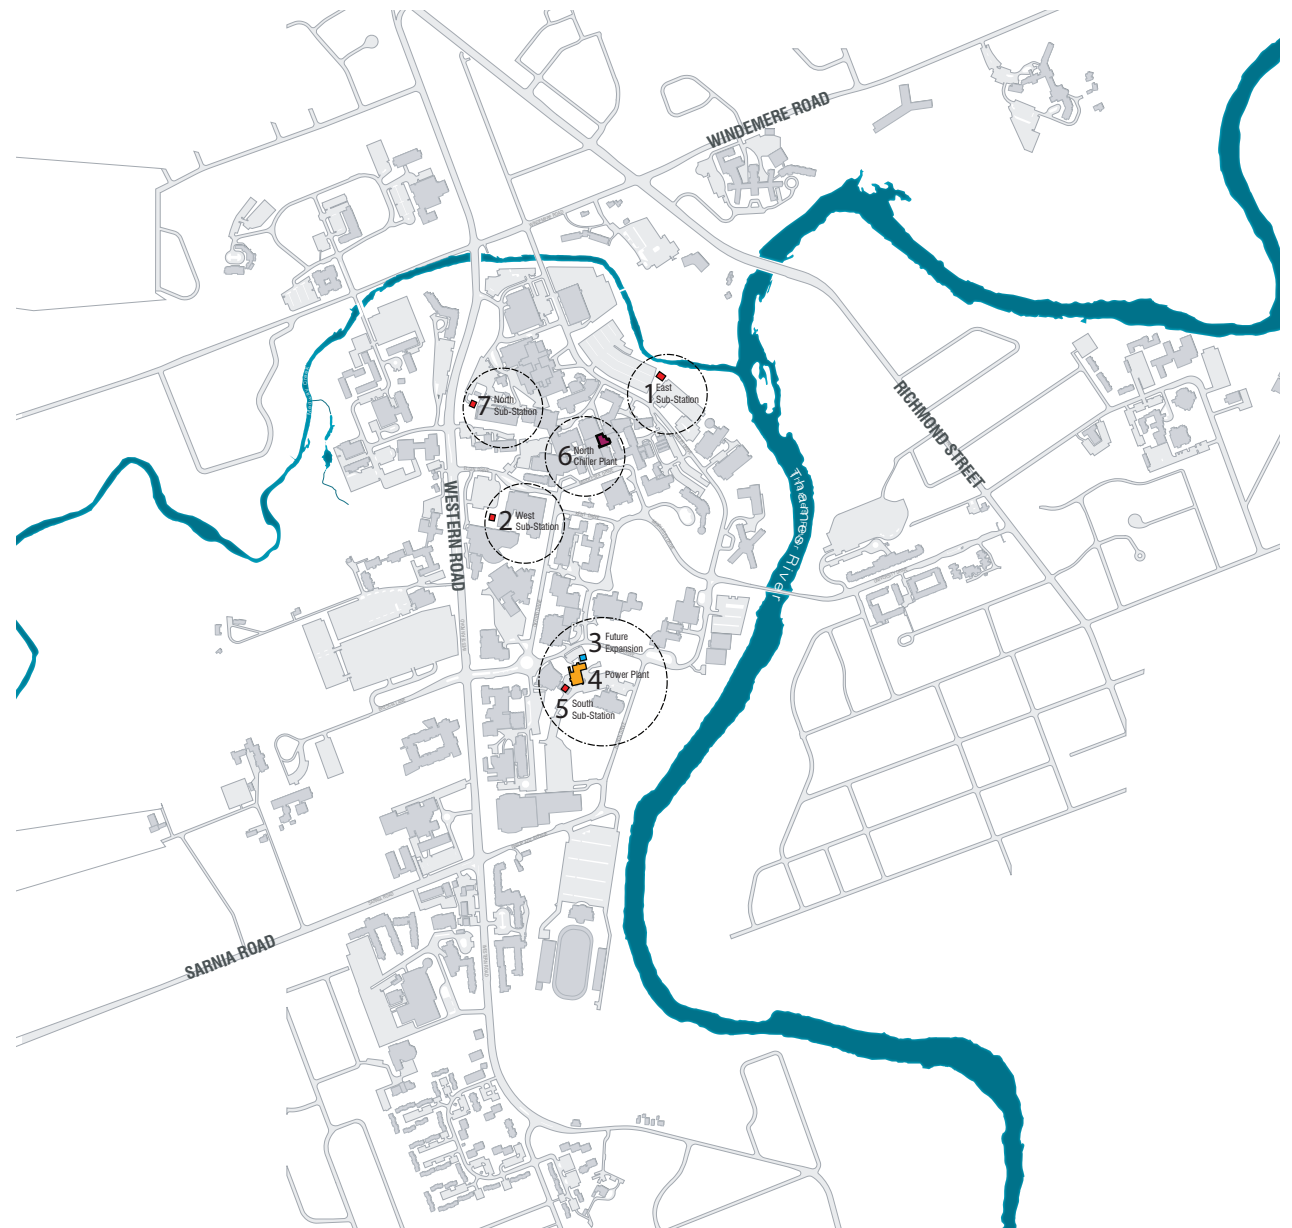 WINDEMERE ROAD
RICHMOND STREET
1
East
Sub-Station
7
North
Sub-Station
6
North
Chiller Plant
Thames River
WESTERN ROAD
2
West
Sub-Station
3
Future
Expansion
4
Power Plant
5
South
Sub-Station
SARNIA ROAD